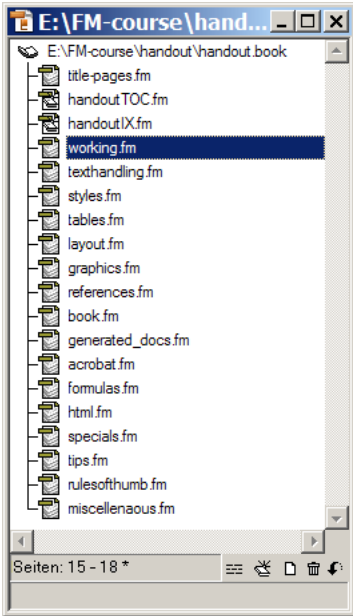 E:\FM-course\hand...
E:\FM-course\handout\handout.book
title-pages.fm
handoutTOC.fm
handoutIX.fm
working.fm
texthandling.fm
styles.fm
tables.fm
layout.fm
graphics.fm
references.fm
book.fm
generated_docs.fm
acrobat.fm
formulas.fm
html.fm
specials.fm
tips.fm
rulesofthumb.fm
miscellenaous.fm
Seiten: 15 - 18 *